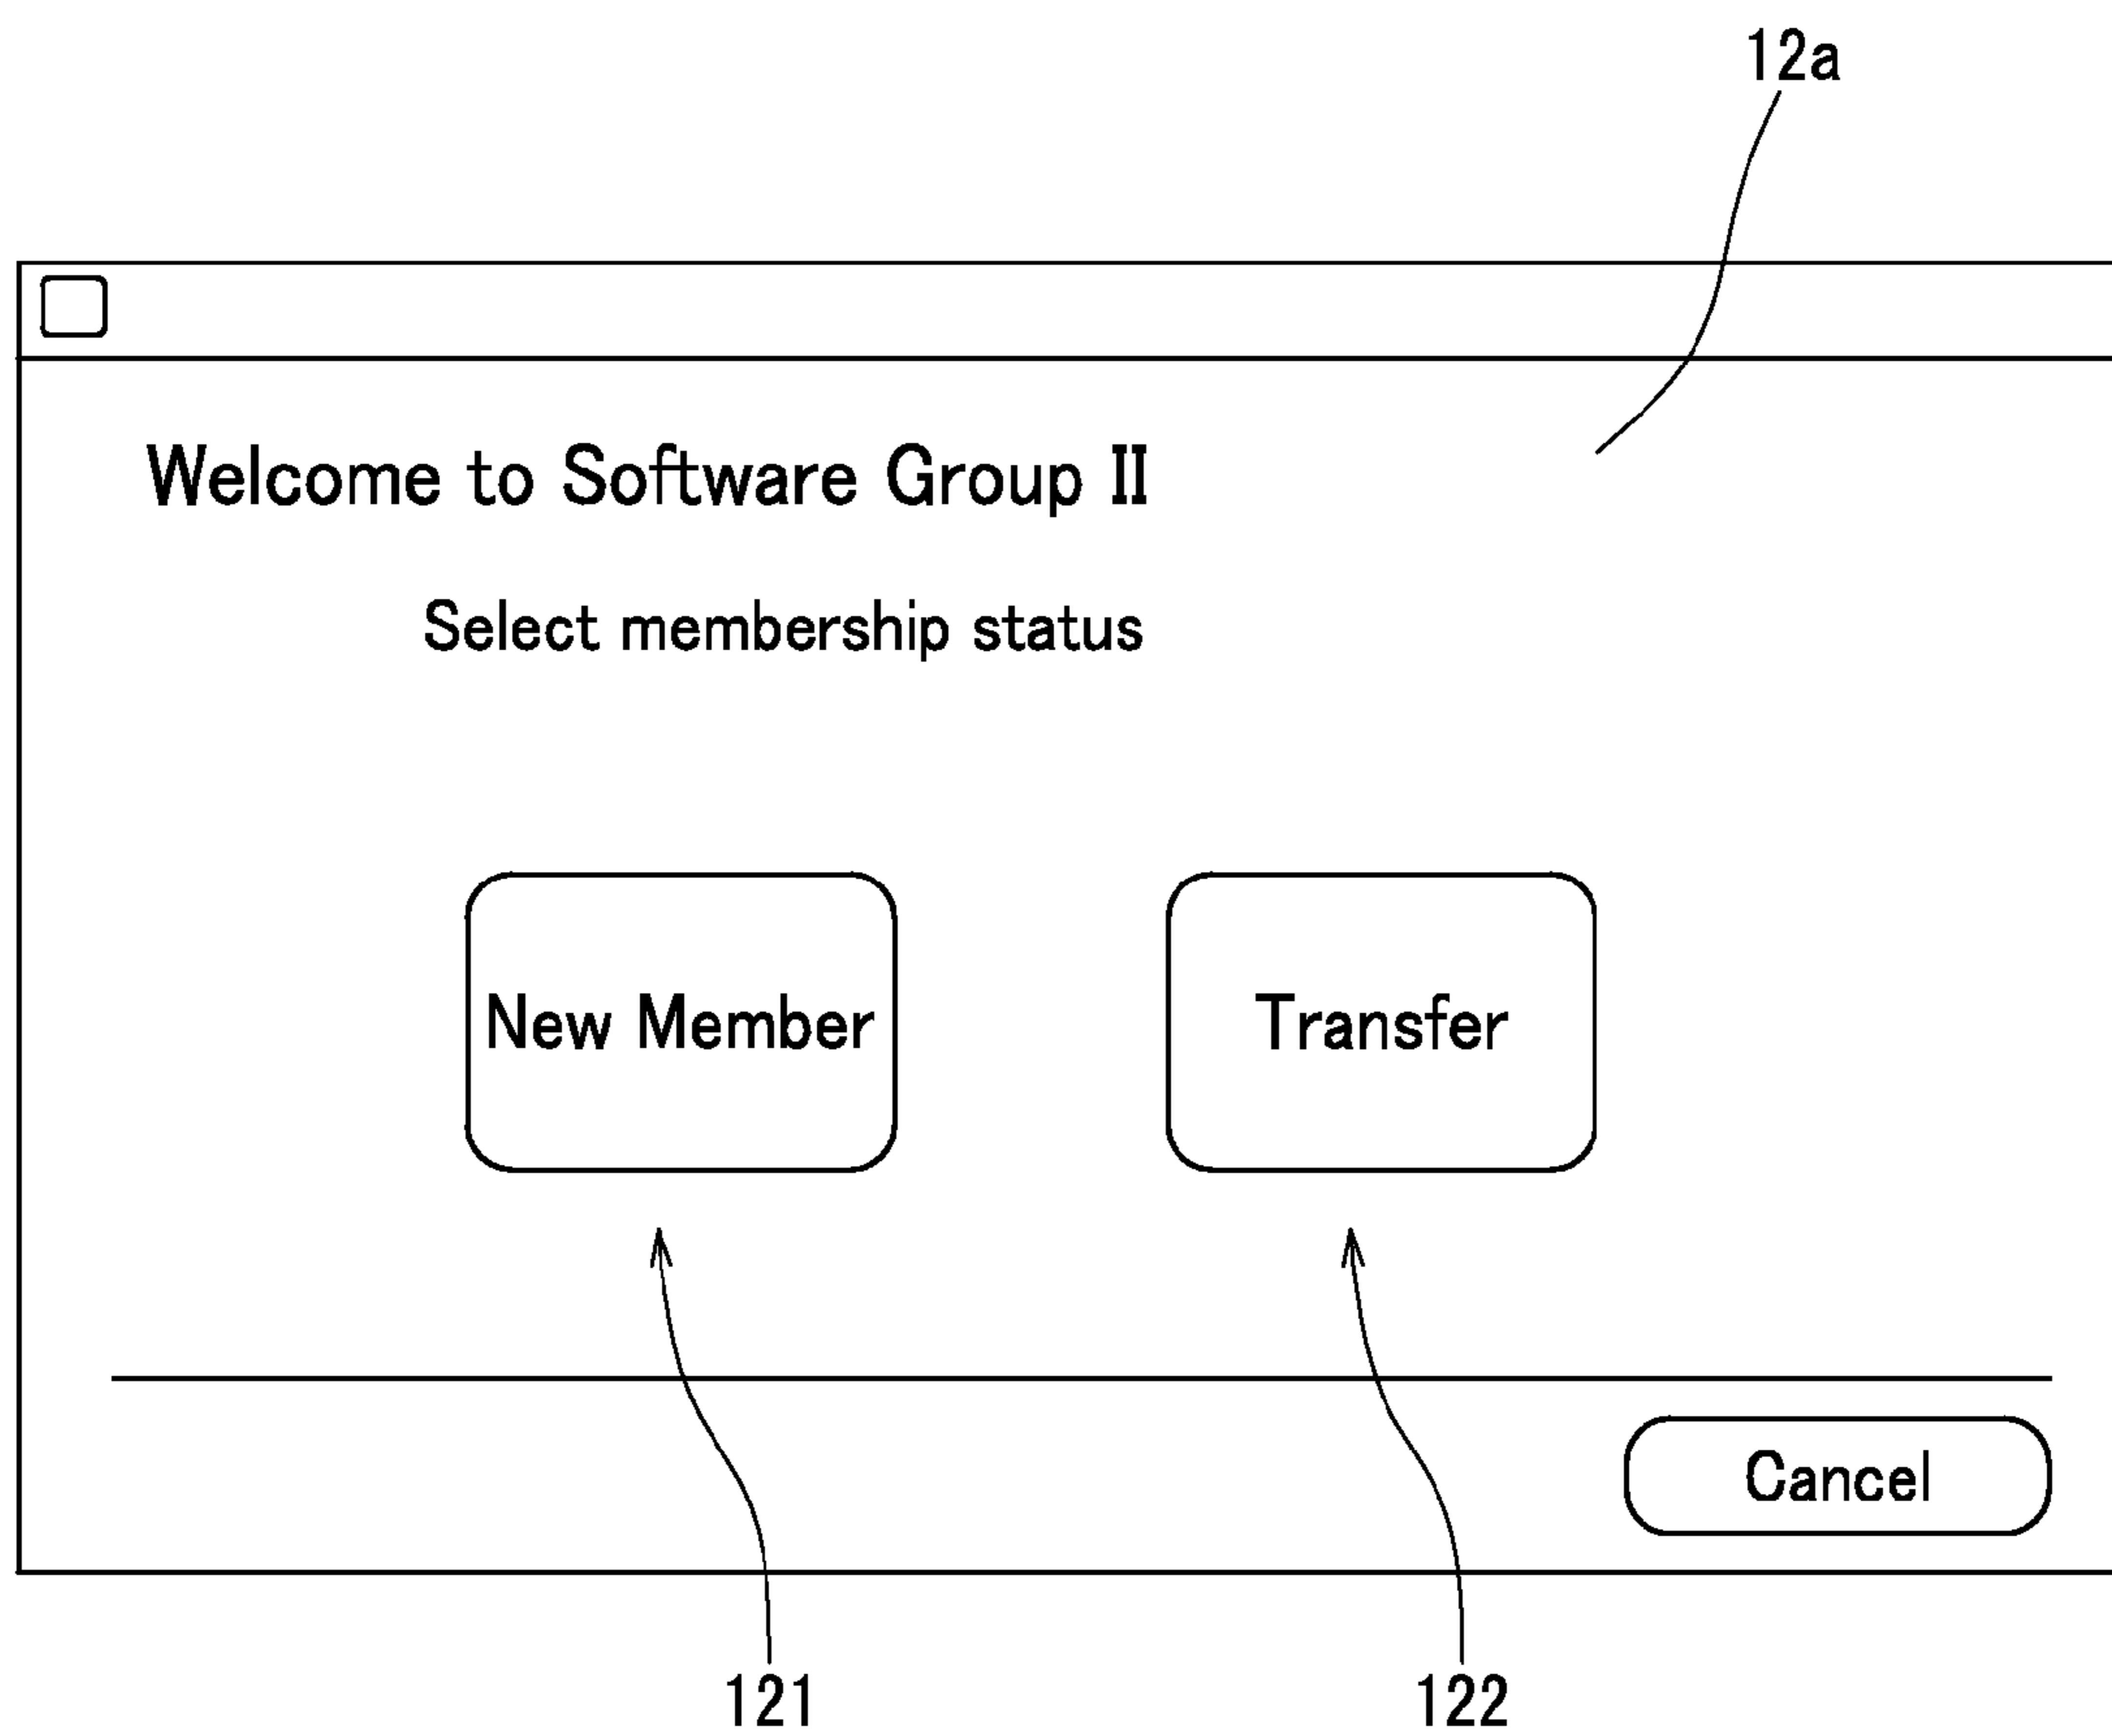 12a
Welcome to Software Group II
Select membership status
New Member
Transfer
Cancel
121
122